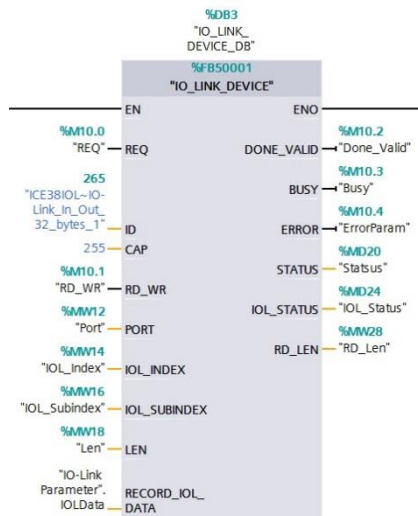 %DB3
"IO_LINK_
DEVICE_DB"
%FB50001
"IO_LINK_DEVICE"
EN
ENO
%M10.0
"REQ"
REQ
265
"ICE38IOL~IO-
Link_In_Out_
32_bytes_1"
ID
255
CAP
%M10.1
"RD_WR"
RD_WR
%MW12
"Port"
PORT
%MW14
"IOL_Index"
IOL_INDEX
%MW16
"IOL_Subindex"
IOL_SUBINDEX
%MW18
"Len"
LEN
"IO-Link
Parameter".
IOLData
RECORD_IOL_
DATA
DONE_VALID
%M10.2
"Done_Valid"
BUSY
%M10.3
"Busy"
ERROR
%M10.4
"ErrorParam"
STATUS
%MD20
"Statsus"
IOL_STATUS
%MD24
"IOL_Status"
RD_LEN
%MW28
"RD_Len"